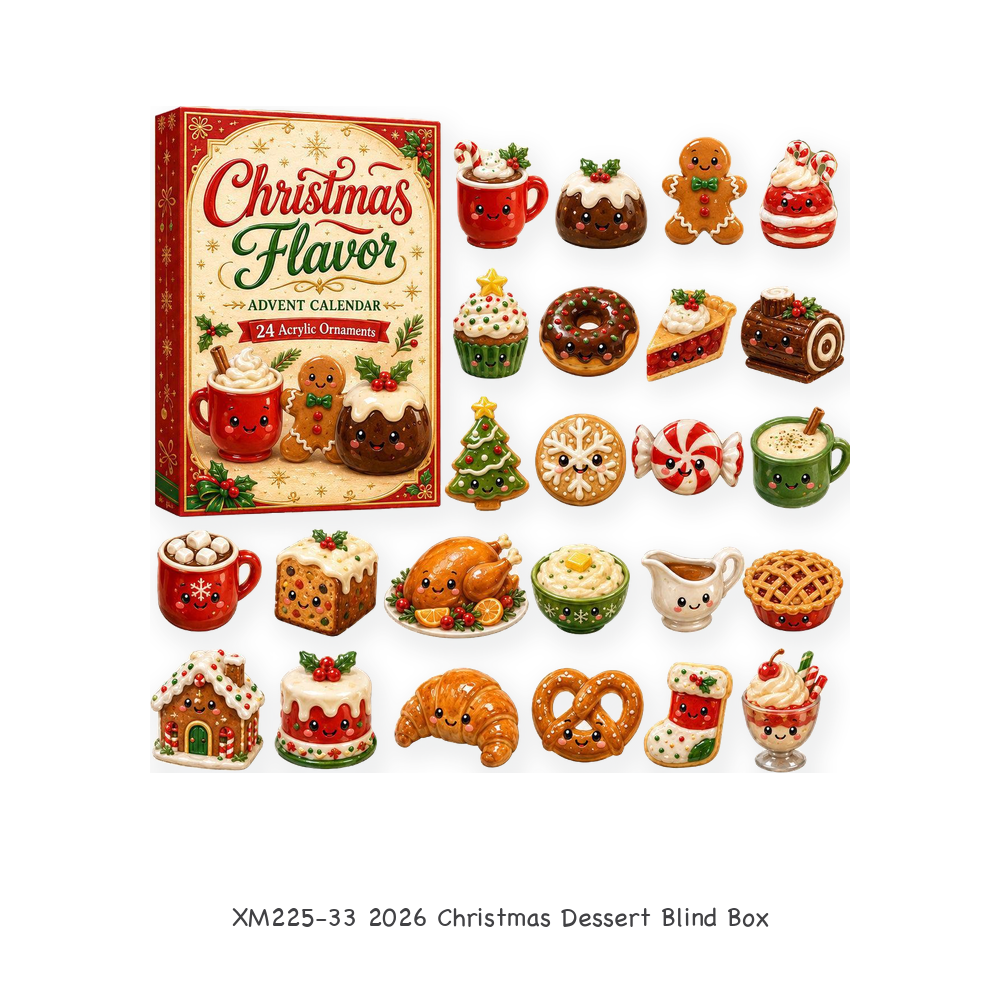 Christmas
Flavor
ADVENT CALENDAR
24 Acrylic Ornaments
XM225-33 2026 Christmas Dessert Blind Box